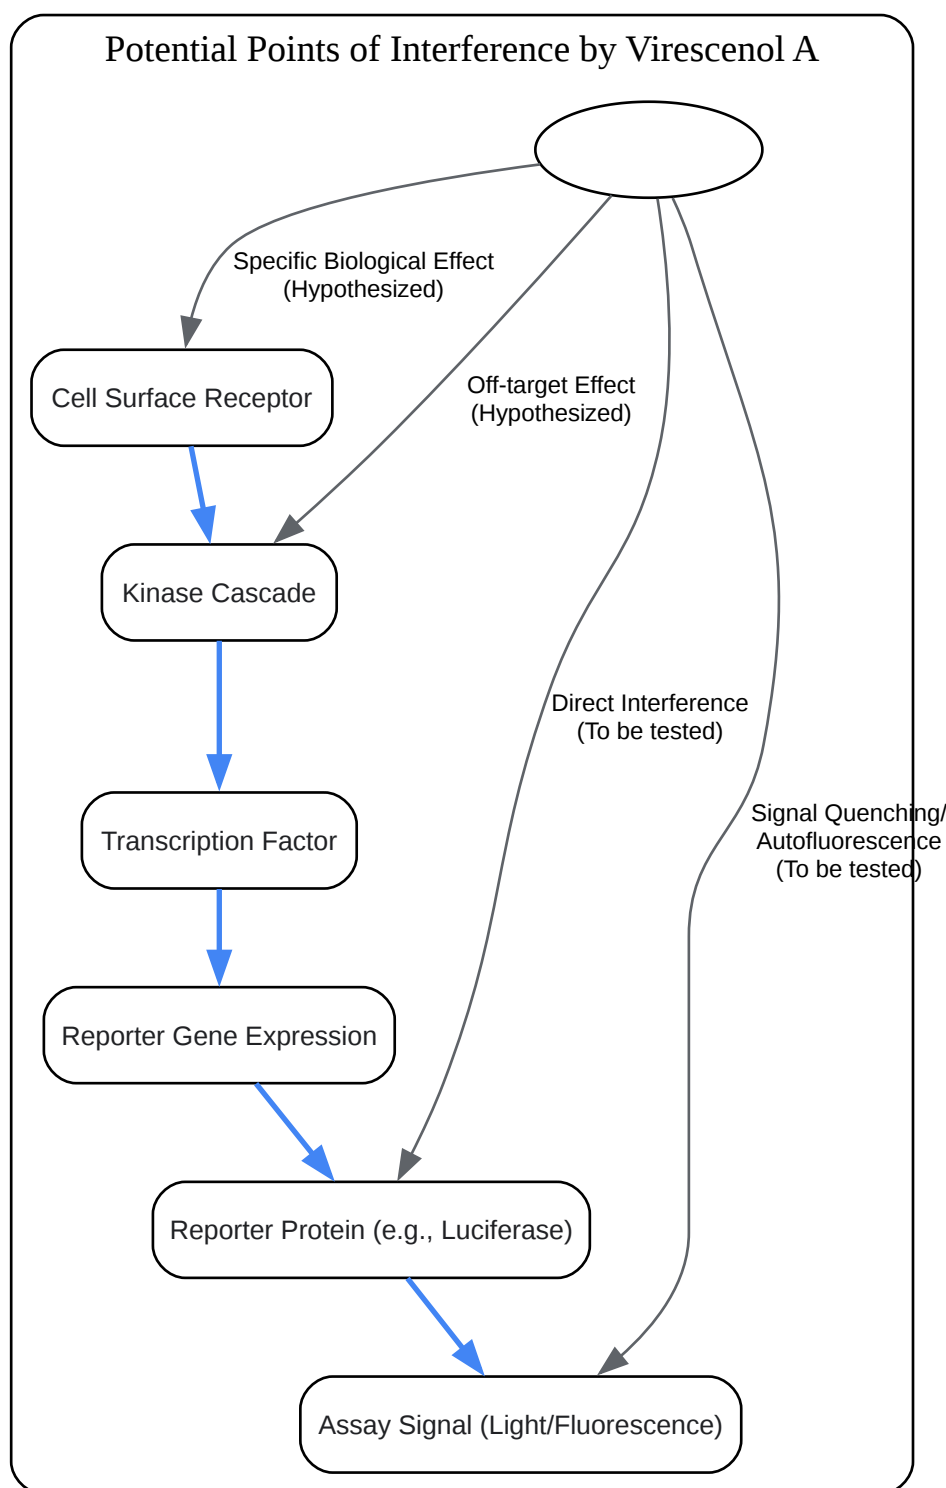 Potential Points of Interference by Virescenol A
Specific Biological Effect
(Hypothesized)
Off-target Effect
(Hypothesized)
Cell Surface Receptor
Kinase Cascade
Direct Interference
(To be tested)
Signal Quenching/
Autofluorescence
(To be tested)
Transcription Factor
Reporter Gene Expression
Reporter Protein (e.g., Luciferase)
Assay Signal (Light/Fluorescence)